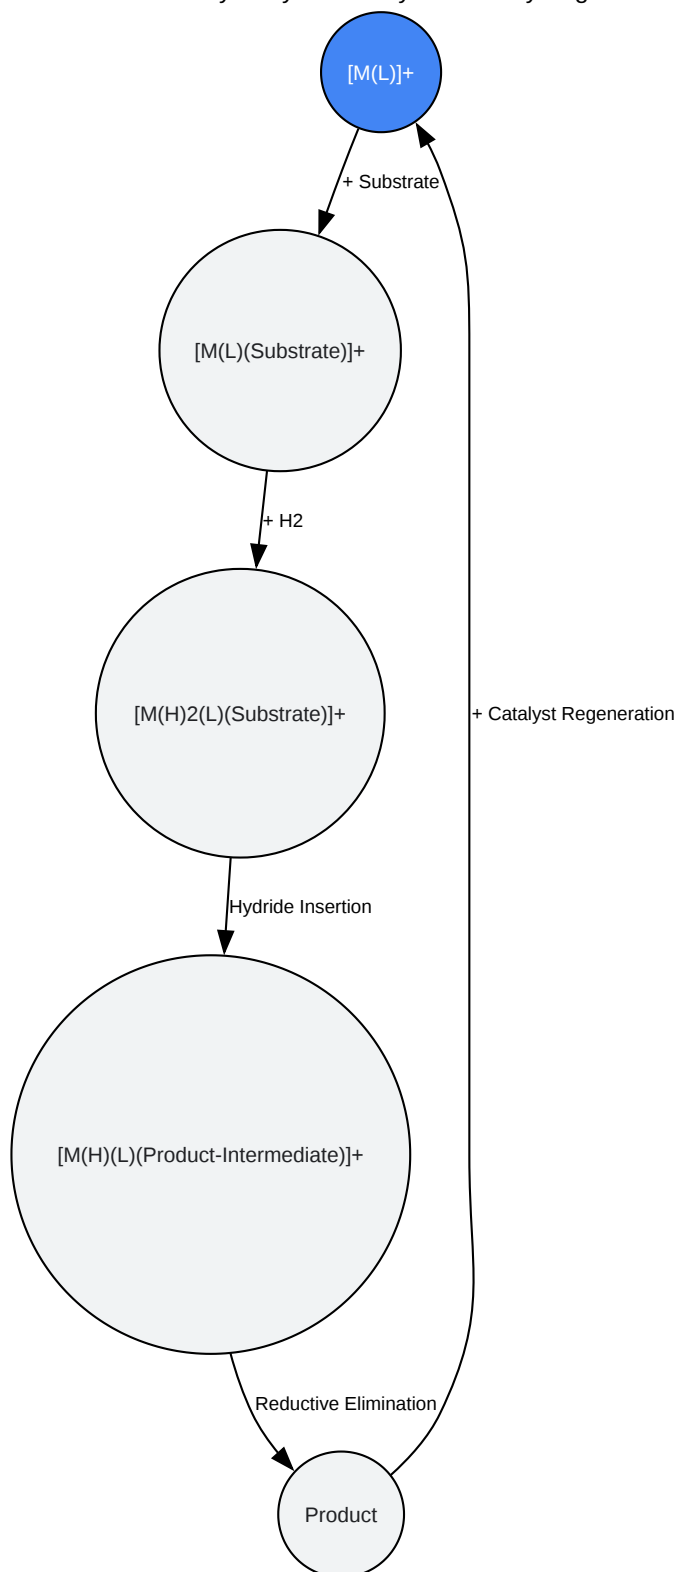 [M(L)]+
+ Substrate
[M(L)(Substrate)]+
+ H2
[M(H)2(L)(Substrate)]+
+ Catalyst Regeneration
Hydride Insertion
[M(H)(L)(Product-Intermediate)]+
Reductive Elimination
Product